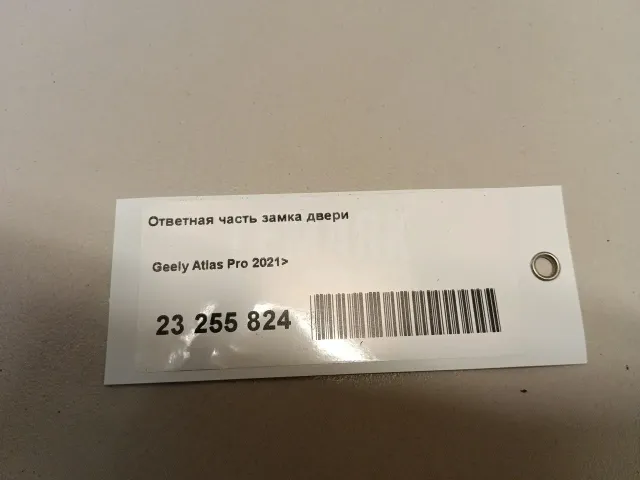 Ответная часть замка двери
Geely Atlas Pro 2021>
23 255 824